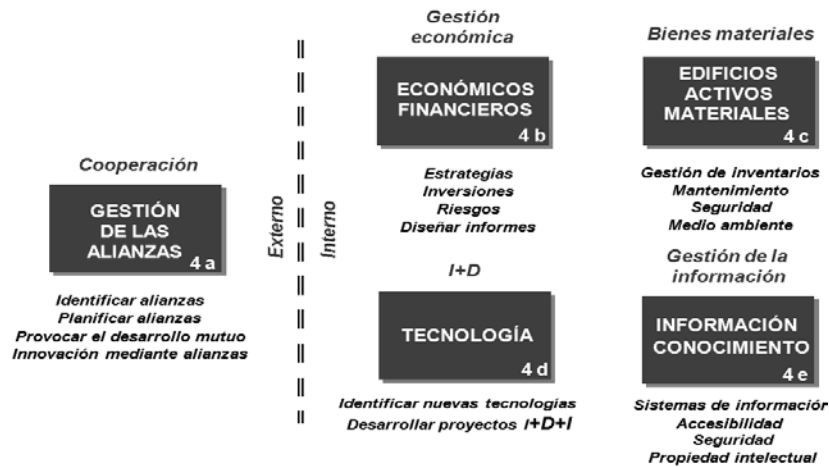 Cooperación
GESTIÓN
DE LAS
ALIANZAS
4 a
Identificar alianzas
Planificar alianzas
Provocar el desarrollo mutuo
Innovación mediante alianzas
Externo
Interno
Gestión
económica
ECONÓMICOS
FINANCIEROS
4 b
Estrategias
Inversiones
Riesgos
Diseñar informes
Bienes materiales
EDIFICIOS
ACTIVOS
MATERIALES
4 c
Gestión de inventarios
Mantenimiento
Seguridad
Medio ambiente
I+D
TECNOLOGÍA
4 d
Identificar nuevas tecnologías
Desarrollar proyectos I+D+I
Gestión de la
información
INFORMACIÓN
CONOCIMIENTO
4 e
Sistemas de información
Accesibilidad
Seguridad
Propiedad intelectual